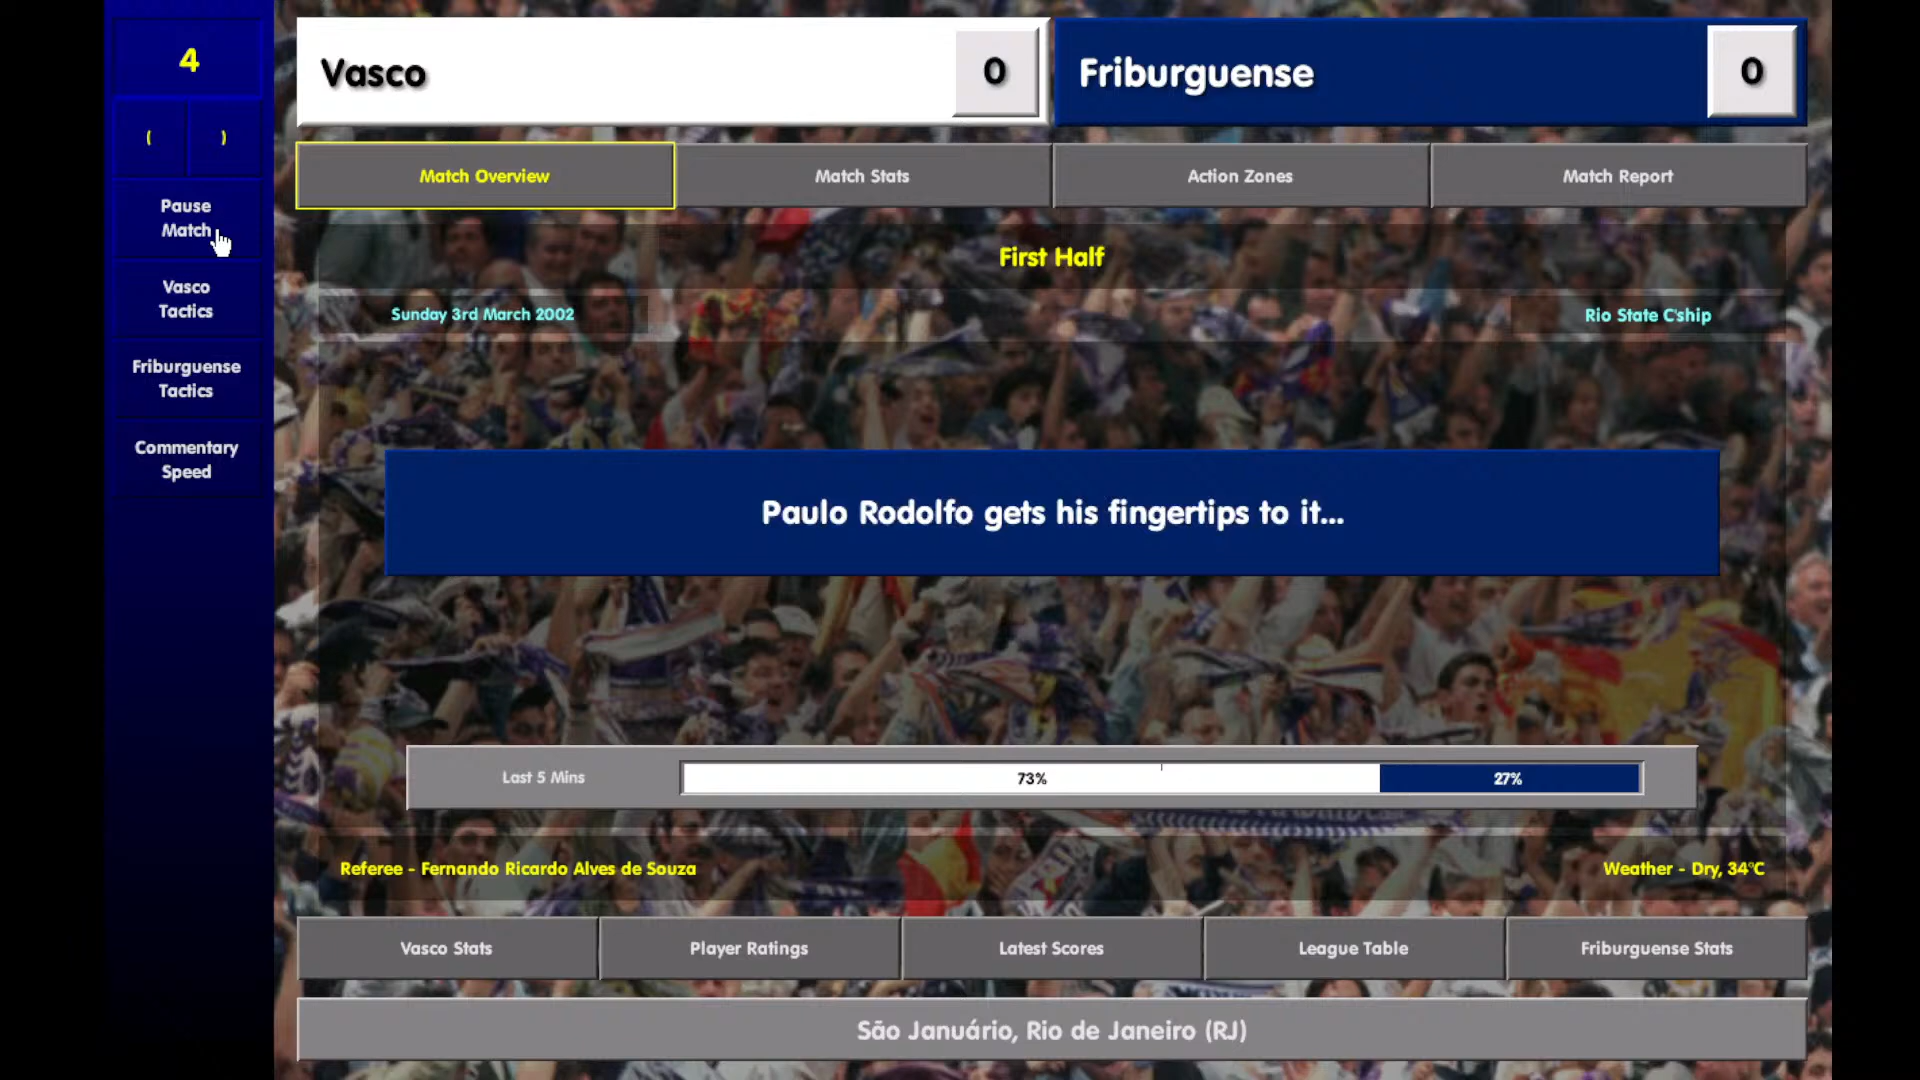 4
Vasco 0 Friburguense 0
( )
Match Overview Match Stats Action Zones Match Report
Pause
Match
First Half
Vasco
Tactics
Sunday 3rd March 2002 Rio State C'ship
Friburguense
Tactics
Commentary
Speed
Paulo Rodolfo gets his fingertips to it...
Last 5 Mins 73% 27%
Referee - Fernando Ricardo Alves de Souza Weather - Dry, 34°C
Vasco Stats Player Ratings Latest Scores League Table Friburguense Stats
São Januário, Rio de Janeiro (RJ)